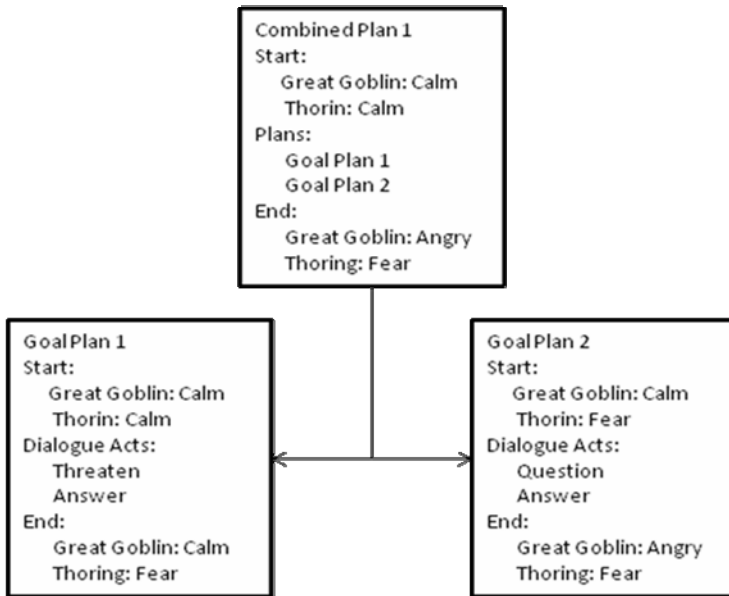 Combined Plan 1
Start:
Great Goblin: Calm
Thorin: Calm
Plans:
Goal Plan 1
Goal Plan 2
End:
Great Goblin: Angry
Thoring: Fear
Goal Plan 1
Start:
Great Goblin: Calm
Thorin: Calm
Dialogue Acts:
Threaten
Answer
End:
Great Goblin: Calm
Thoring: Fear
Goal Plan 2
Start:
Great Goblin: Calm
Thorin: Fear
Dialogue Acts:
Question
Answer
End:
Great Goblin: Angry
Thoring: Fear